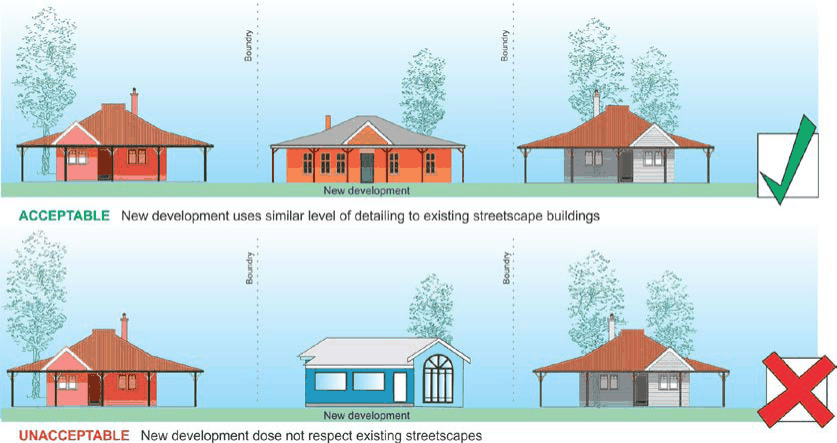 Boundry
Boundry
New development
ACCEPTABLE New development uses similar level of detailing to existing streetscape buildings
Boundry
Boundry
New development
UNACCEPTABLE New development dose not respect existing streetscapes